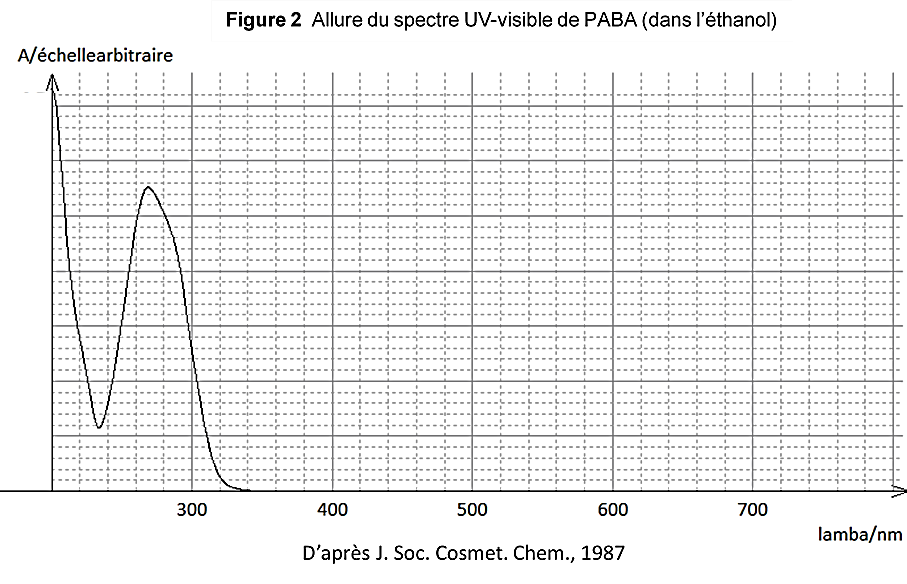 Figure 2 Allure du spectre UV-visible de PABA (dans l’éthanol)
A/échellearbitraire
300 400 500 600 700
lamba/nm
D’après J. Soc. Cosmet. Chem., 1987